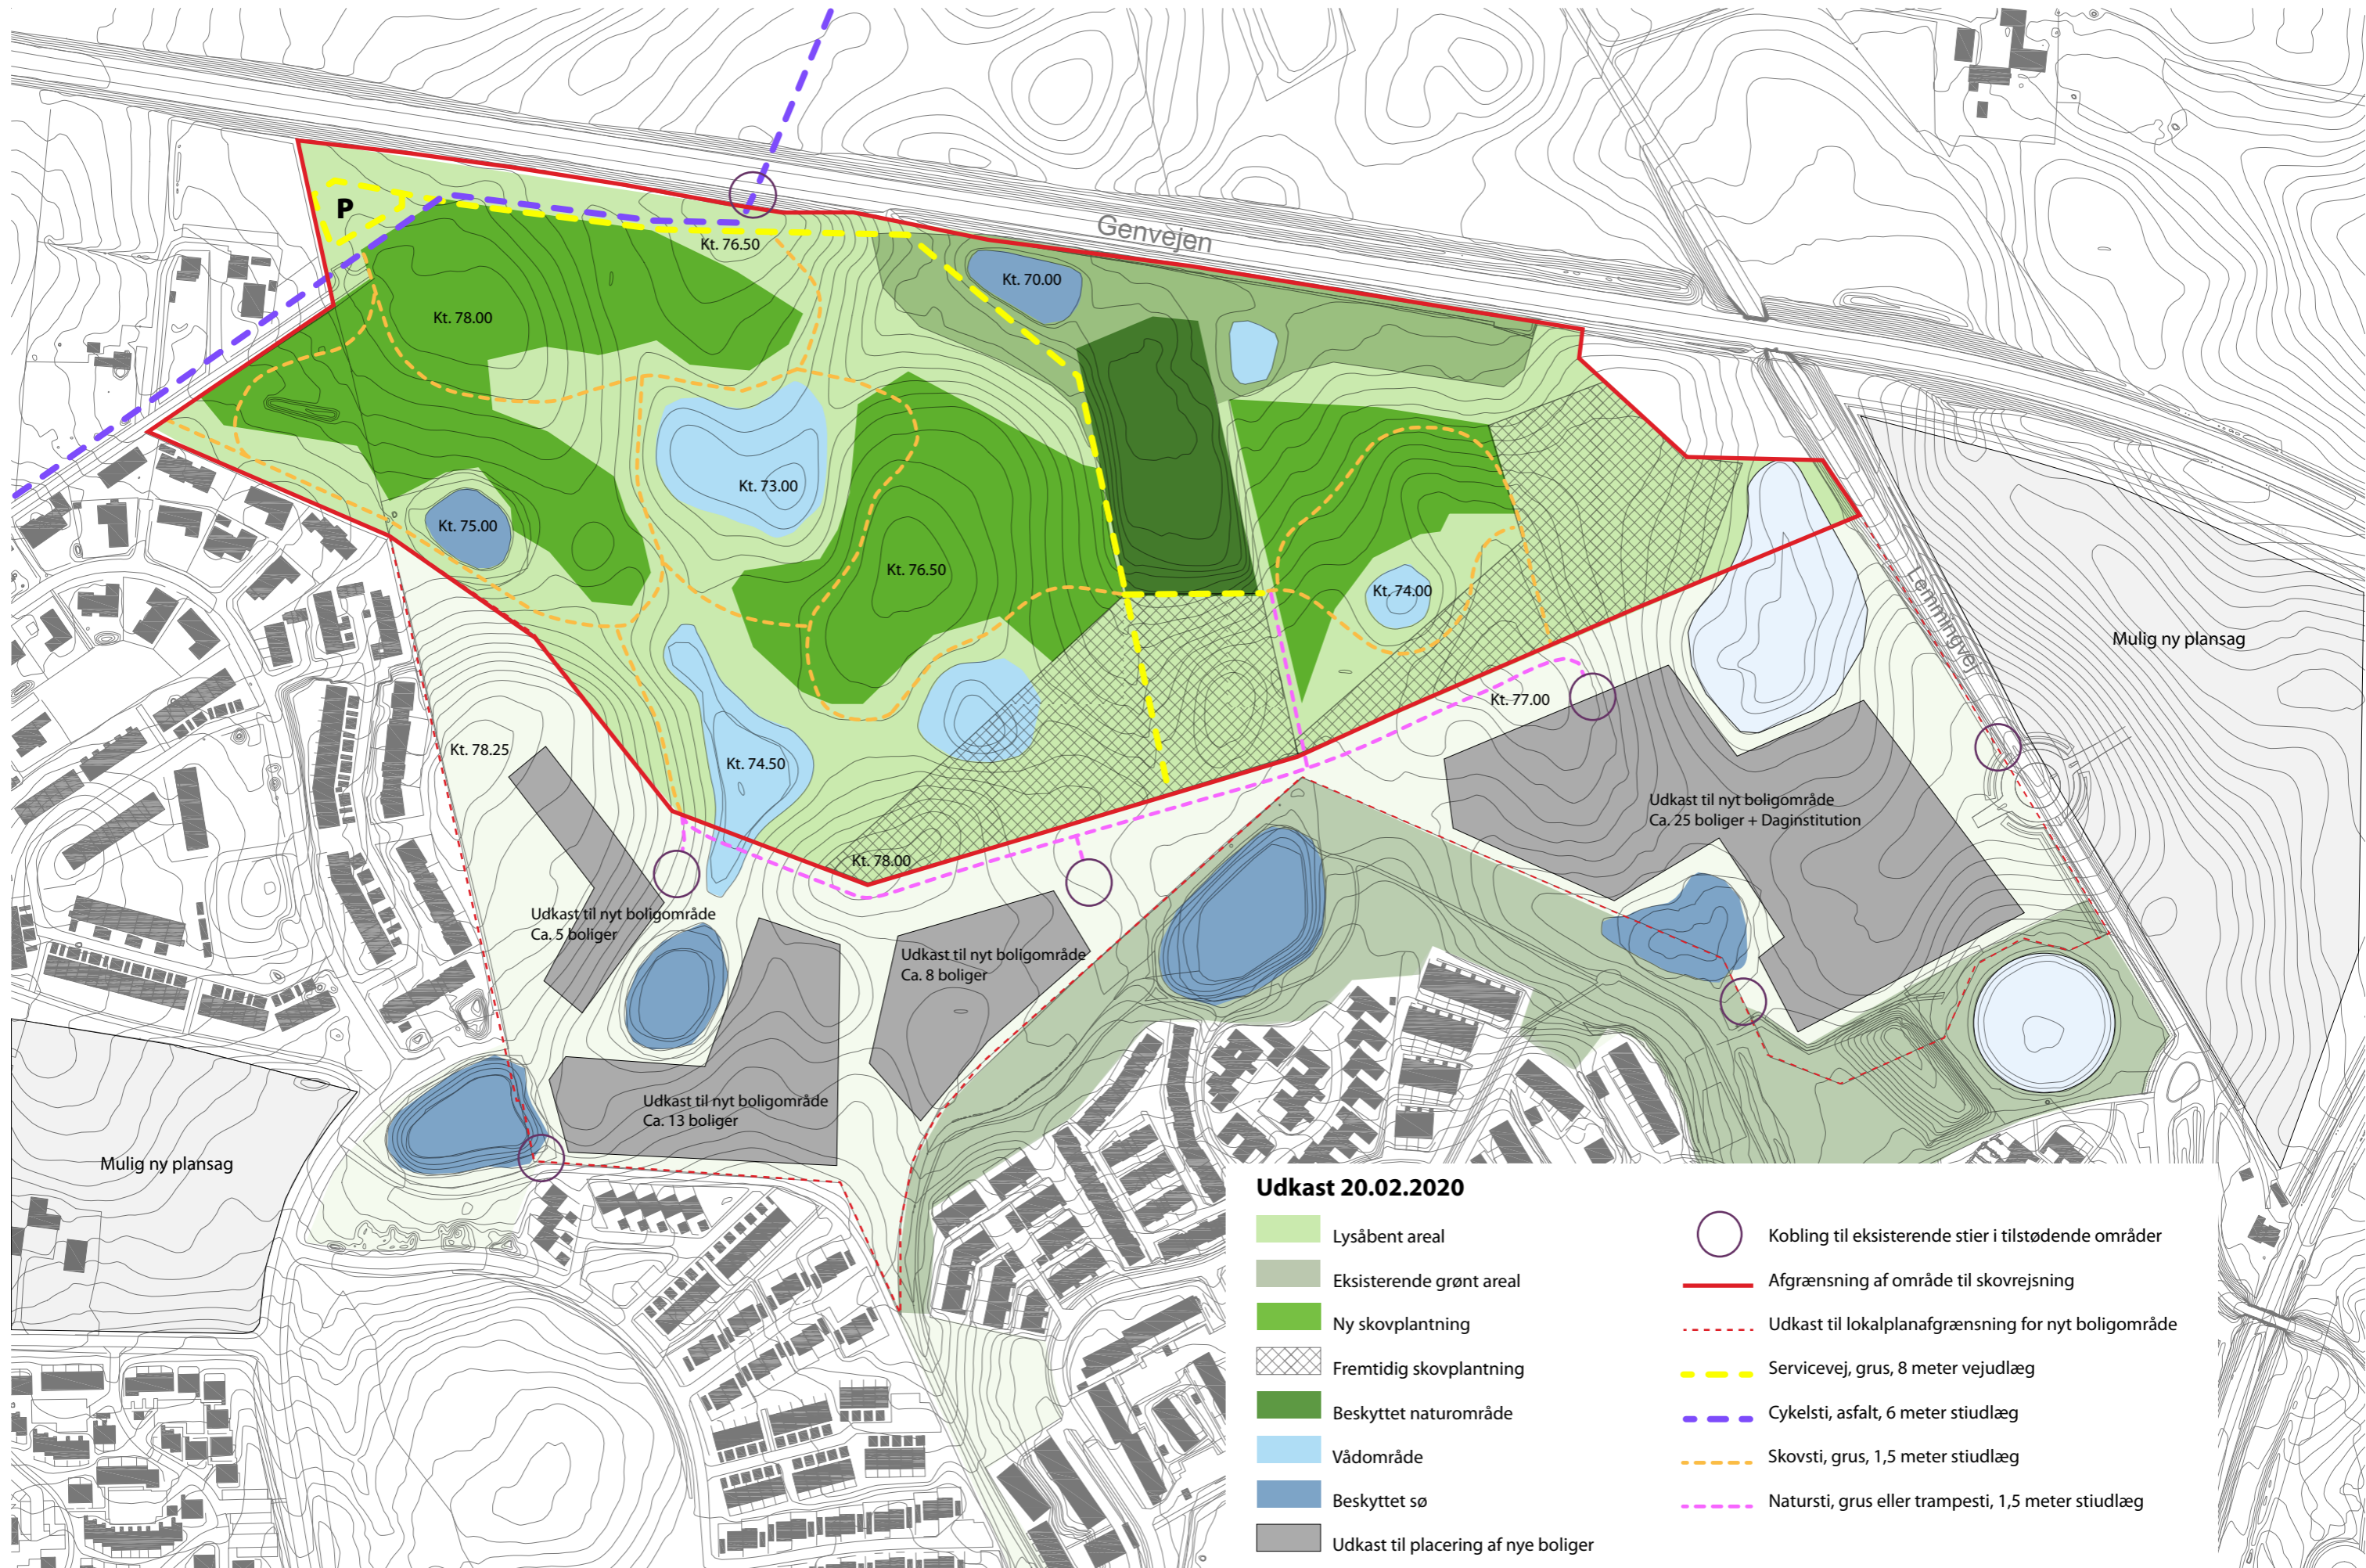 Genvejen
P
Kt. 76.50
Kt. 70.00
Kt. 78.00
Kt. 73.00
Kt. 75.00
Kt. 76.50
Kt. 74.00
Lemmingvej
Mulig ny plansag
Kt. 77.00
Kt. 78.25
Kt. 74.50
Udkast til nyt boligområde
Ca. 25 boliger + Daginstitution
Kt. 78.00
Udkast til nyt boligområde
Ca. 5 boliger
Udkast til nyt boligområde
Ca. 8 boliger
Udkast til nyt boligområde
Ca. 13 boliger
Mulig ny plansag
Udkast 20.02.2020
Lysåbent areal
Eksisterende grønt areal
Ny skovplantning
Fremtidig skovplantning
Beskyttet naturområde
Vådområde
Beskyttet sø
Udkast til placering af nye boliger
Kobling til eksisterende stier i tilstødende områder
Afgrænsning af område til skovrejsning
Udkast til lokalplanafgrænsning for nyt boligområde
Servicevej, grus, 8 meter vejudlæg
Cykelsti, asfalt, 6 meter stiudlæg
Skovsti, grus, 1,5 meter stiudlæg
Natursti, grus eller trampesti, 1,5 meter stiudlæg